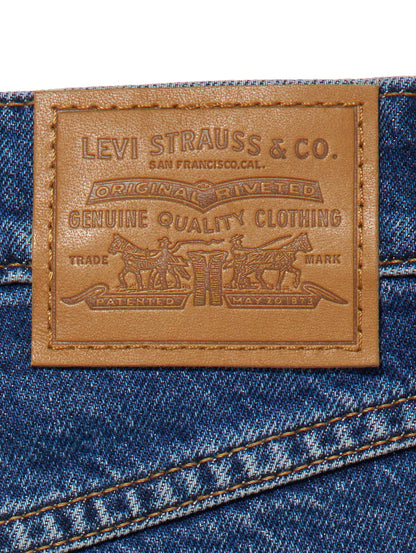 LEVI STRAUSS & CO.
SAN FRANCISCO, CAL.
ORIGINAL RIVETED
GENUINE QUALITY CLOTHING
TRADE MARK
PATENTED MAY 20 1873